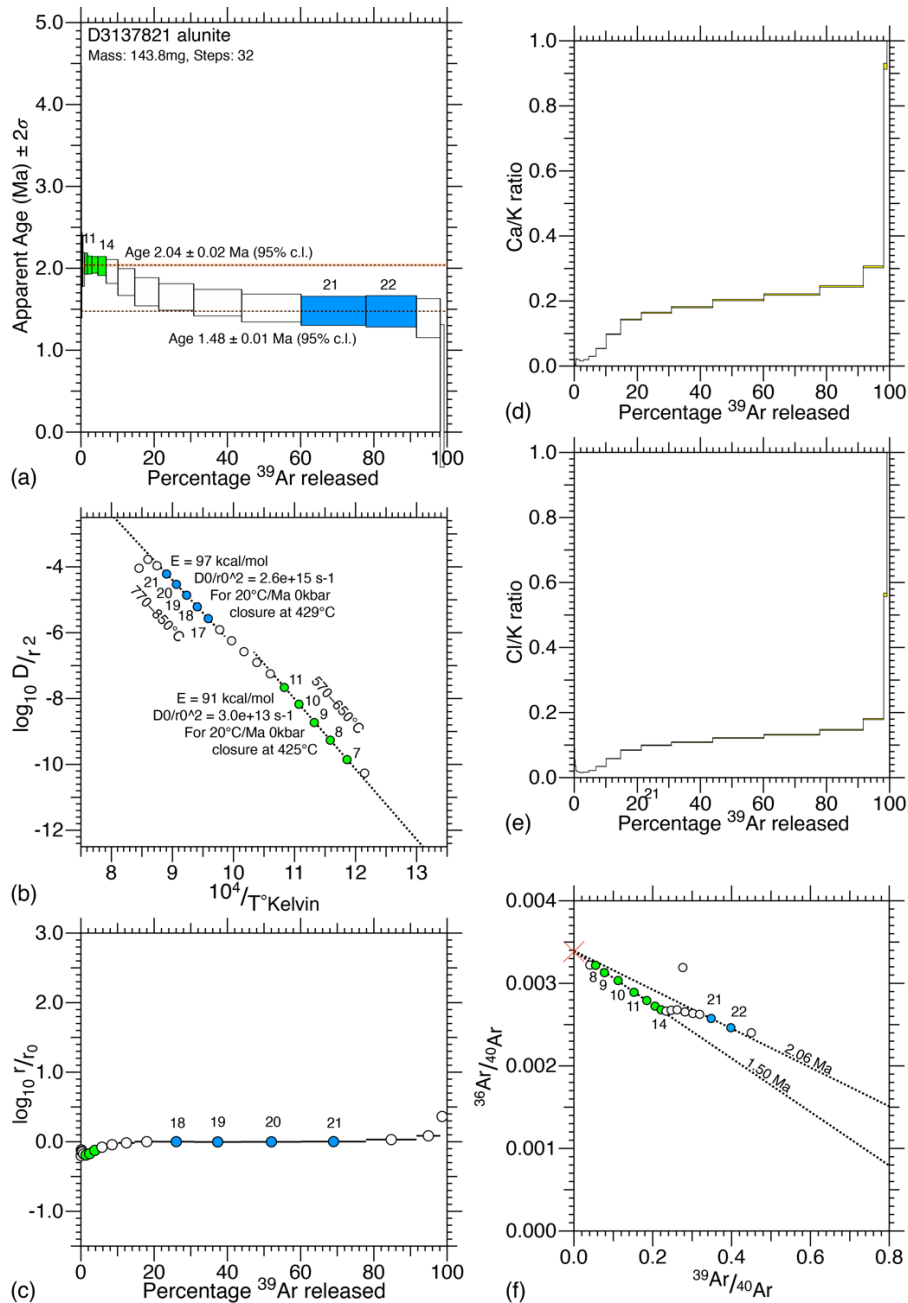 D3137821 alunite
Mass: 143.8mg, Steps: 32
5.0
4.0
3.0
2.0
1.0
0.0
Apparent Age (Ma) ± 2σ
11
14
Age 2.04 ± 0.02 Ma (95% c.l.)
21
22
Age 1.48 ± 0.01 Ma (95% c.l.)
0 20 40 60 80 100
Percentage 39Ar released
(a)
-4
-6
-8
-10
-12
log10 D/r2
E = 97 kcal/mol
D0/r0^2 = 2.6e+15 s-1
For 20°C/Ma 0kbar
closure at 429°C
21
20
19
18
17
770–850°C
11
10
9
8
7
570–650°C
E = 91 kcal/mol
D0/r0^2 = 3.0e+13 s-1
For 20°C/Ma 0kbar
closure at 425°C
8 9 10 11 12 13
10^4/T°Kelvin
(b)
3.0
2.0
1.0
0.0
-1.0
log10 r/r0
18 19 20 21
0 20 40 60 80 100
Percentage 39Ar released
(c)
1.0
0.8
0.6
0.4
0.2
0.0
Ca/K ratio
0 20 40 60 80 100
Percentage 39Ar released
(d)
1.0
0.8
0.6
0.4
0.2
0.0
Cl/K ratio
0 20 40 60 80 100
21
Percentage 39Ar released
(e)
0.004
0.003
0.002
0.001
0.000
36Ar/40Ar
8
9
10
11
14
21
22
2.06 Ma
1.50 Ma
0.0 0.2 0.4 0.6 0.8
39Ar/40Ar
(f)